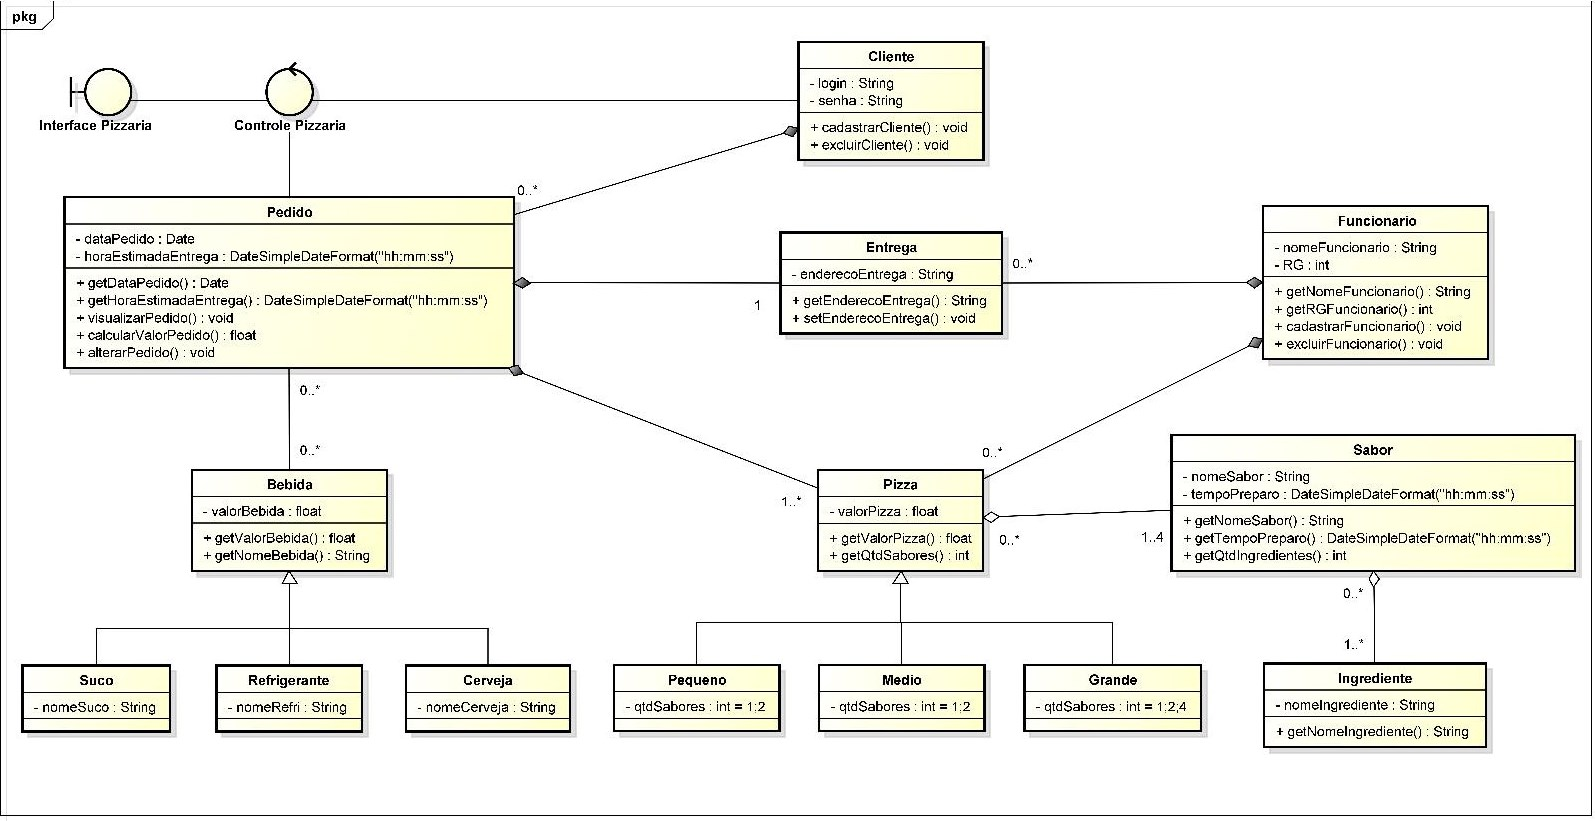 pkg
Interface Pizzaria
Controle Pizzaria
Cliente
- login : String
- senha : String
+ cadastrarCliente() : void
+ excluirCliente() : void
0..*
Pedido
- dataPedido : Date
- horaEstimadaEntrega : DateSimpleDateFormat("hh:mm:ss")
+ getDataPedido() : Date
+ getHoraEstimadaEntrega() : DateSimpleDateFormat("hh:mm:ss")
+ visualizarPedido() : void
+ calcularValorPedido() : float
+ alterarPedido() : void
1
Entrega
- enderecoEntrega : String
+ getEnderecoEntrega() : String
+ setEnderecoEntrega() : void
0..*
Funcionario
- nomeFuncionario : String
- RG : int
+ getNomeFuncionario() : String
+ getRGFuncionario() : int
+ cadastrarFuncionario() : void
+ excluirFuncionario() : void
0..*
0..*
Bebida
- valorBebida : float
+ getValorBebida() : float
+ getNomeBebida() : String
1..*
0..*
Pizza
- valorPizza : float
+ getValorPizza() : float
+ getQtdSabores() : int
0..*
1..4
Sabor
- nomeSabor : String
- tempoPreparo : DateSimpleDateFormat("hh:mm:ss")
+ getNomeSabor() : String
+ getTempoPreparo() : DateSimpleDateFormat("hh:mm:ss")
+ getQtdIngredientes() : int
0..*
1..*
Suco
- nomeSuco : String
Refrigerante
- nomeRefri : String
Cerveja
- nomeCerveja : String
Pequeno
- qtdSabores : int = 1;2
Medio
- qtdSabores : int = 1;2
Grande
- qtdSabores : int = 1;2;4
Ingrediente
- nomeIngrediente : String
+ getNomeIngrediente() : String